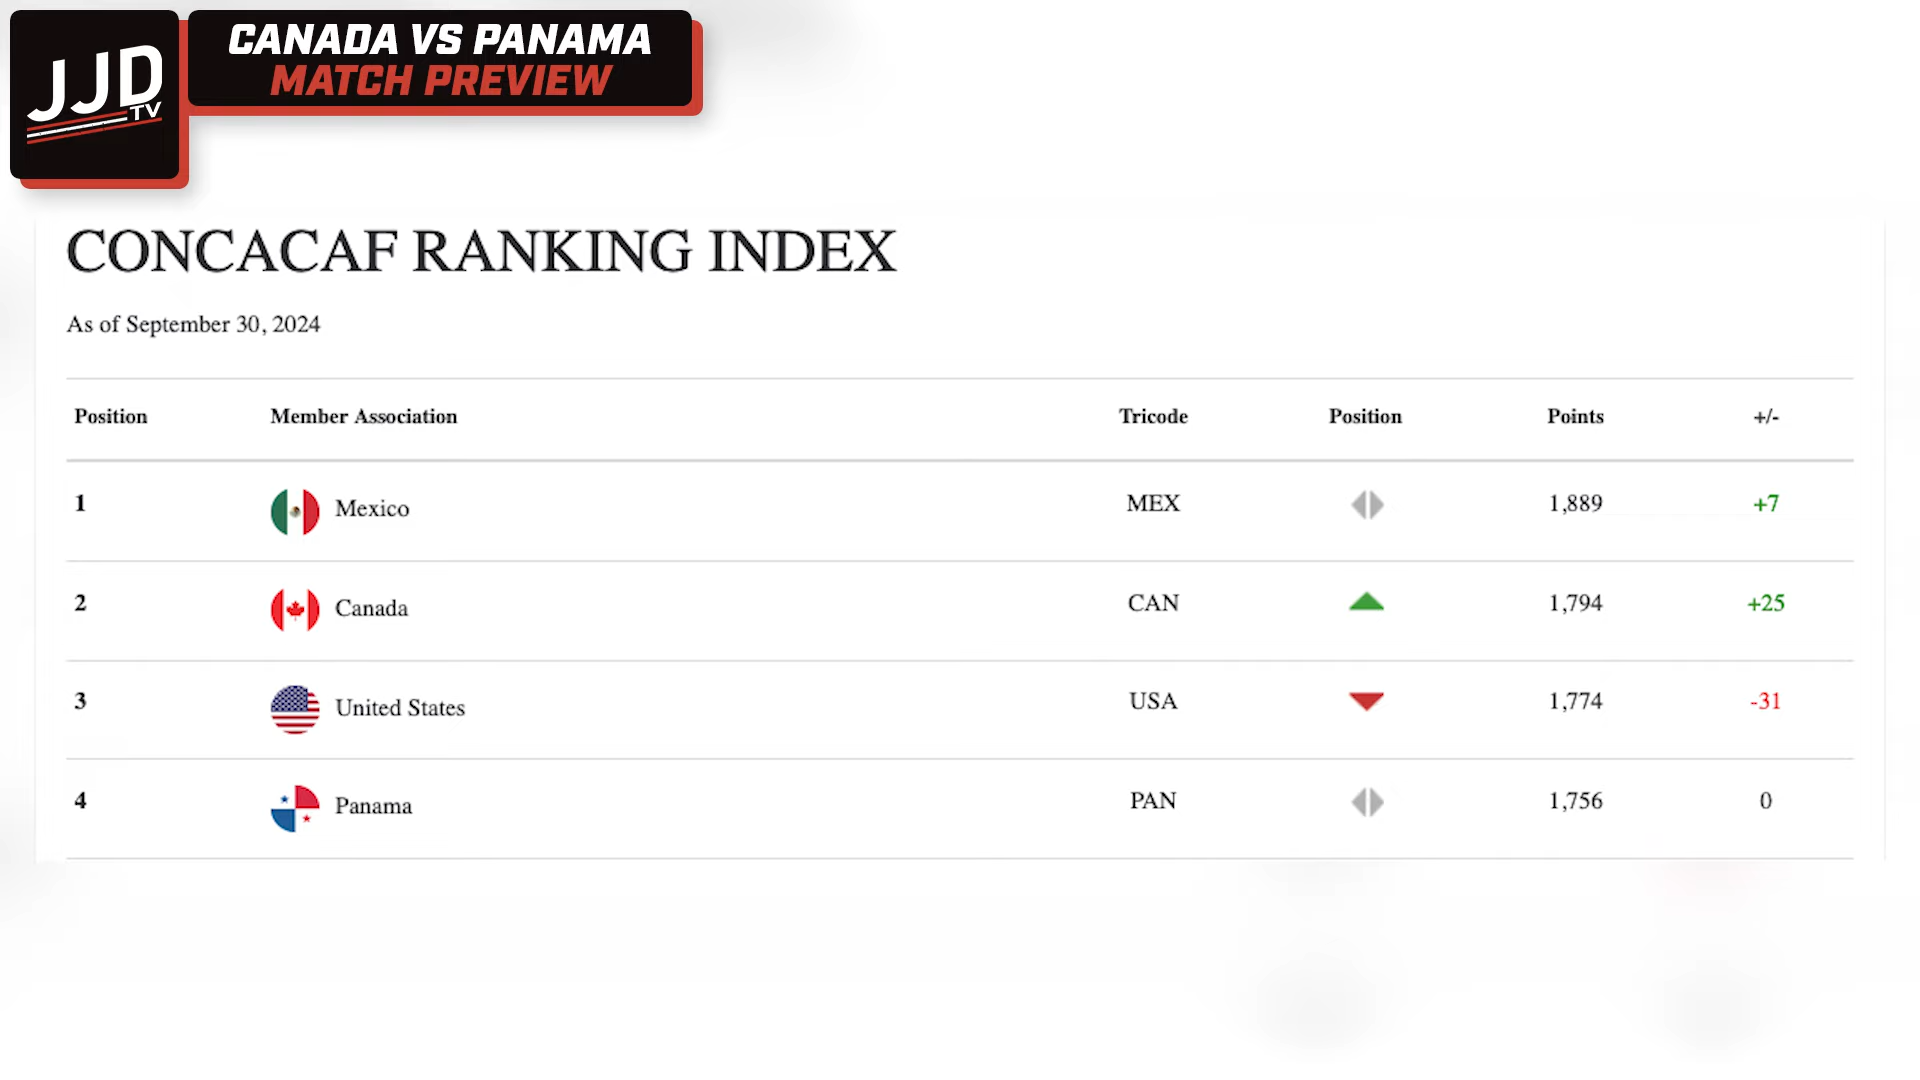 JJD
TV
CANADA VS PANAMA
MATCH PREVIEW
CONCACAF RANKING INDEX
As of September 30, 2024
Position Member Association Tricode Position Points +/-
1 Mexico MEX 1,889 +7
2 Canada CAN 1,794 +25
3 United States USA 1,774 -31
4 Panama PAN 1,756 0